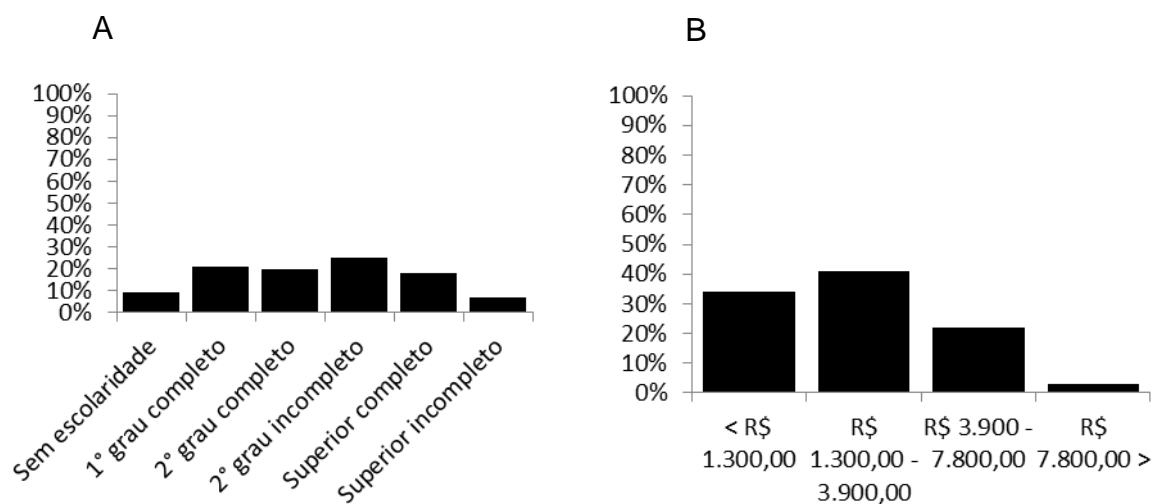 A
100%
90%
80%
70%
60%
50%
40%
30%
20%
10%
0%
Sem escolaridade
1° grau completo
2° grau completo
2° grau incompleto
Superior completo
Superior incompleto
B
100%
90%
80%
70%
60%
50%
40%
30%
20%
10%
0%
< R$
1.300,00
R$
1.300,00 -
3.900,00
R$ 3.900 -
7.800,00
R$
7.800,00 >